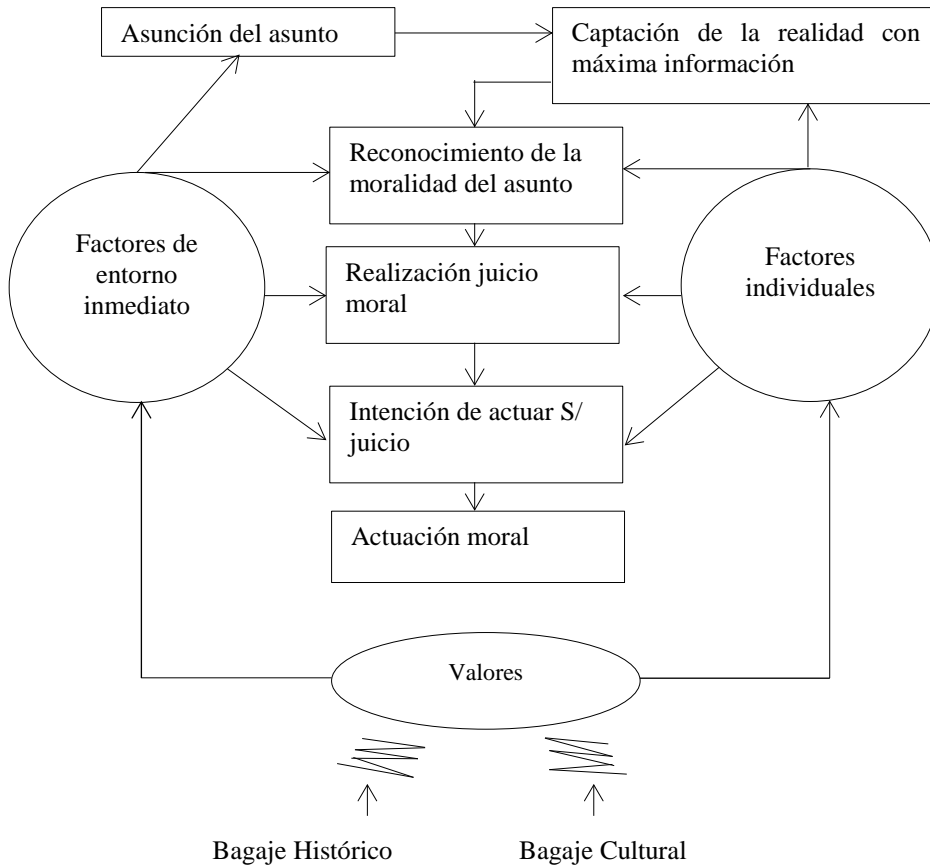 Asunción del asunto
Captación de la realidad con
máxima información
Reconocimiento de la
moralidad del asunto
Factores de
entorno
inmediato
Realización juicio
moral
Factores
individuales
Intención de actuar S/
juicio
Actuación moral
Valores
Bagaje Histórico
Bagaje Cultural